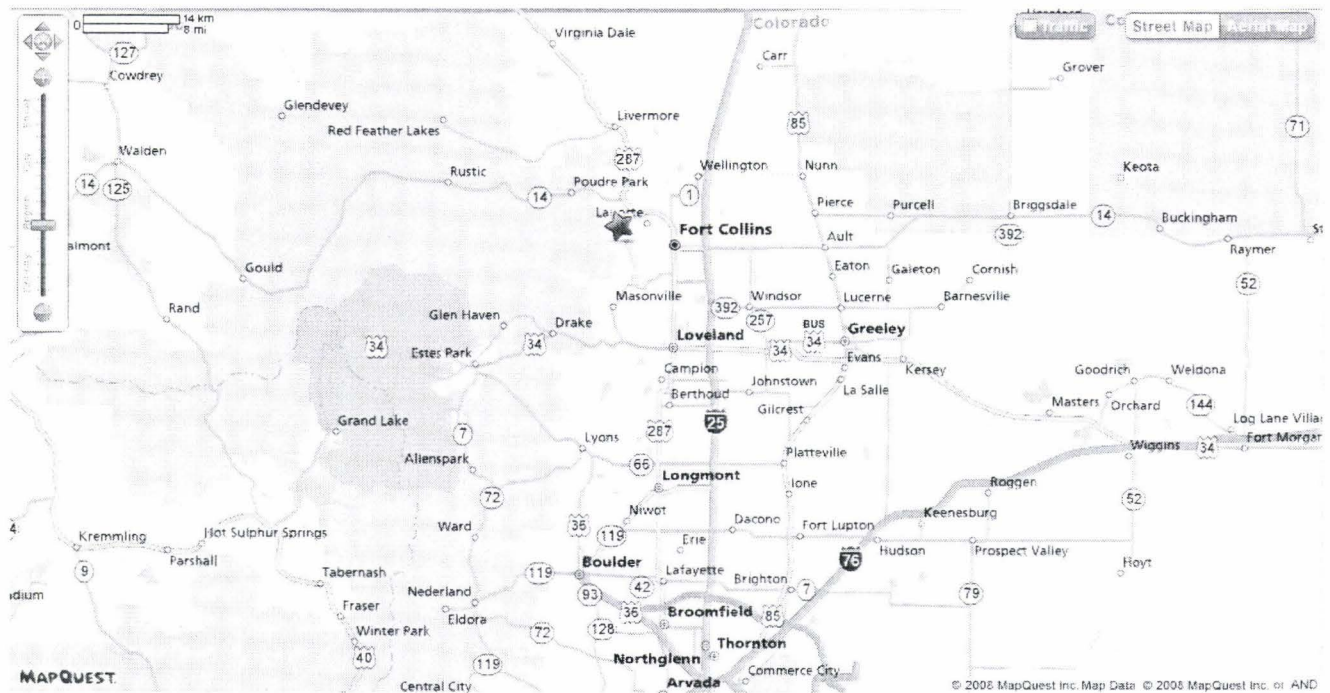 0
14 km
8 mi
Colorado
Co
Traffic
Street Map
Aerial Map
Virginia Dale
127
Cowdrey
Carr
Grover
Glendevey
Red Feather Lakes
Livermore
85
71
Walden
287
Wellington
Nunn
Keota
14
125
Rustic
Poudre Park
14
1
Pierce
Purcell
Briggsdale
14
Buckingham
Laporte
Fort Collins
392
almont
Ault
Raymer
St
Gould
Eaton
Galeton
Cornish
52
Rand
Masonville
392
Windsor
Lucerne
Barnesville
Glen Haven
Drake
257
BUS
34
34
34
Loveland
34
Greeley
Estes Park
Evans
Campion
Kersey
Johnstown
La Salle
Goodrich
Weldona
Berthoud
Gilcrest
Masters
Orchard
144
Grand Lake
7
287
25
Log Lane Villa
Lyons
Wiggins
34
Fort Morgan
Allenspark
66
Platteville
Longmont
72
Ione
Roggen
52
Niwot
Ward
36
119
Dacono
Fort Lupton
Keenesburg
4
Kremmling
Hot Sulphur Springs
Erie
Parshall
Hudson
Prospect Valley
Boulder
76
9
Tabernash
119
Lafayette
Brighton
7
Hoyt
42
adium
Nederland
93
79
Fraser
Eldora
36
Broomfield
85
Winter Park
72
128
40
Northglenn
Thornton
119
MAPQUEST.
Central City
Arvada
Commerce City
© 2008 MapQuest Inc. Map Data © 2008 MapQuest Inc. or AND